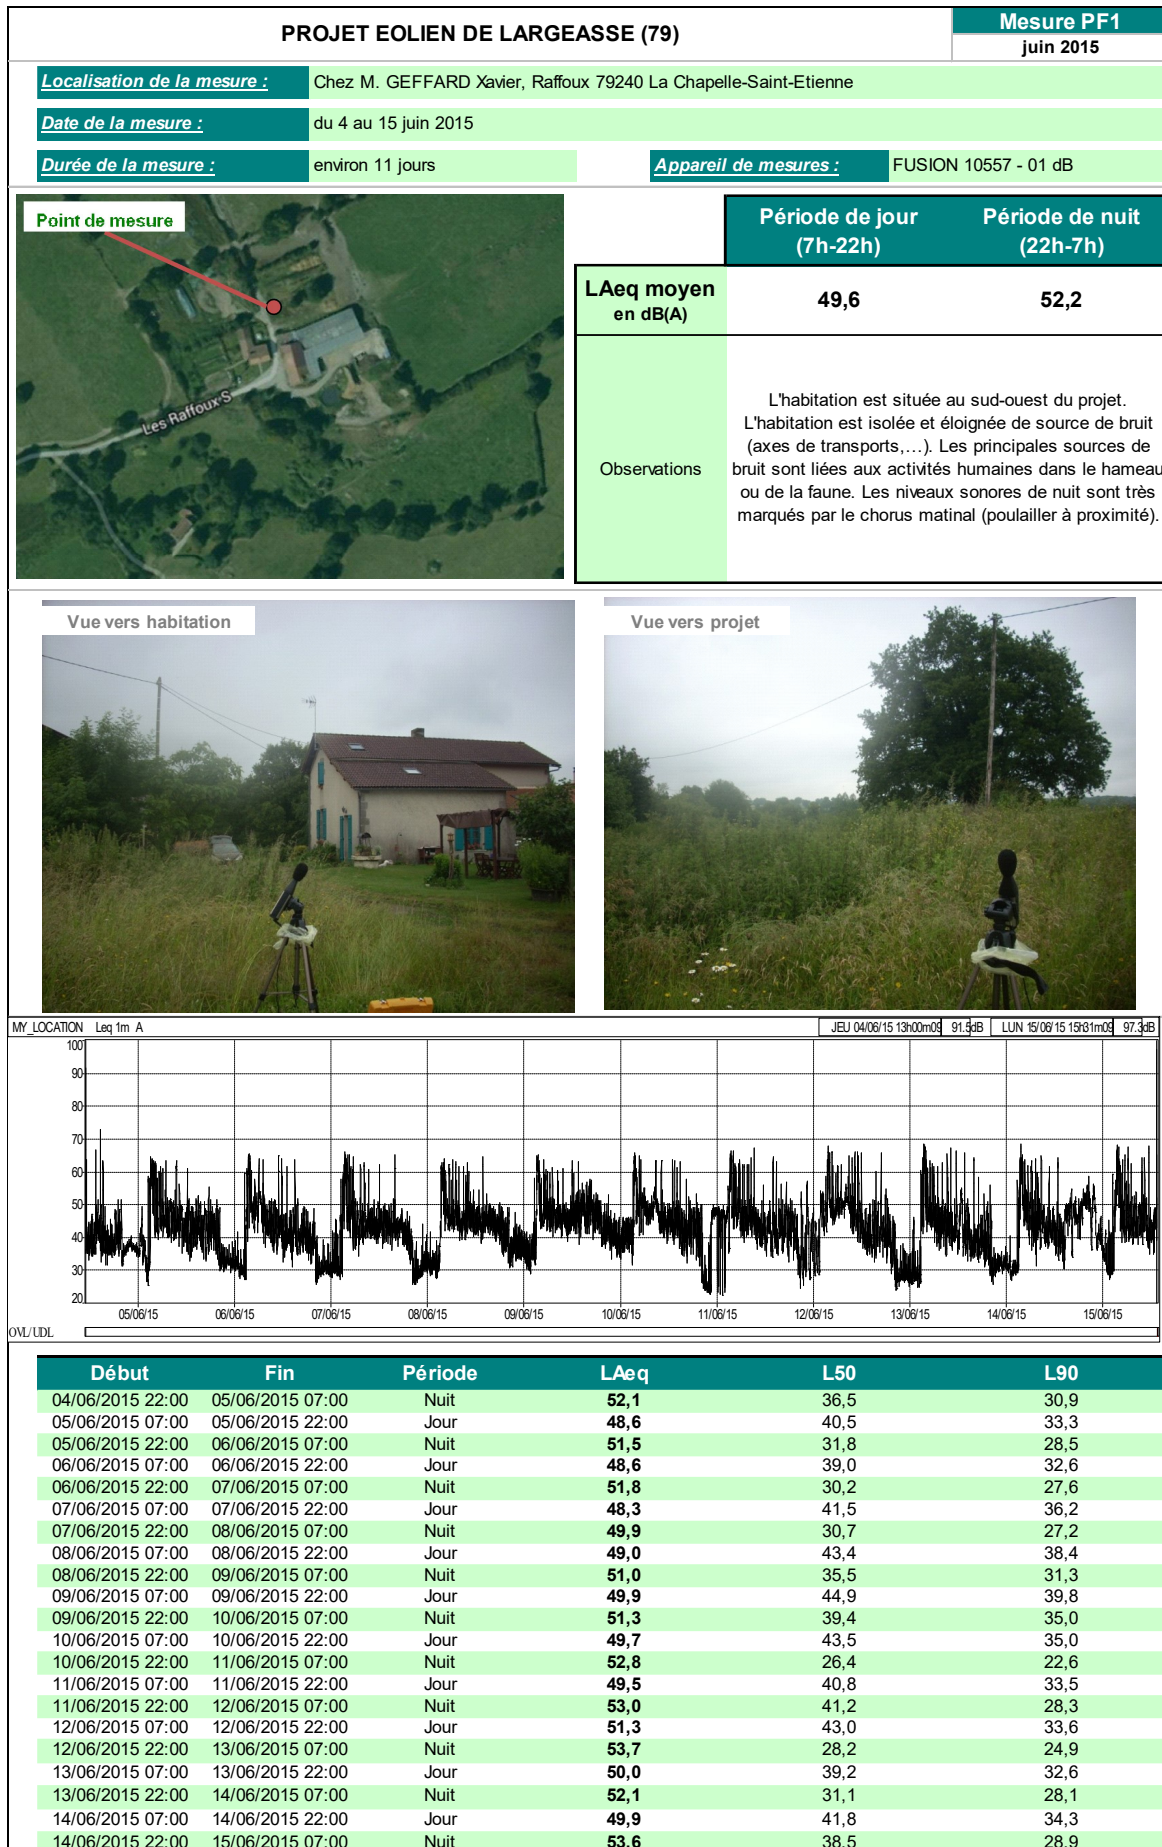 PROJET EOLIEN DE LARGEASSE (79)
Mesure PF1
juin 2015
Localisation de la mesure : Chez M. GEFFARD Xavier, Raffoux 79240 La Chapelle-Saint-Etienne
Date de la mesure : du 4 au 15 juin 2015
Durée de la mesure : environ 11 jours Appareil de mesures : FUSION 10557 - 01 dB
Point de mesure
Les Raffoux S
Période de jour Période de nuit
(7h-22h) (22h-7h)
LAeq moyen
en dB(A)
49,6 52,2
Observations
L'habitation est située au sud-ouest du projet.
L'habitation est isolée et éloignée de source de bruit
(axes de transports,…). Les principales sources de
bruit sont liées aux activités humaines dans le hameau
ou de la faune. Les niveaux sonores de nuit sont très
marqués par le chorus matinal (poulailler à proximité).
Vue vers habitation
Vue vers projet
MY_LOCATION Leq 1m A JEU 04/06/15 13h00m09 91.5dB LUN 15/06/15 15h31m09 97.3dB
100
90
80
70
60
50
40
30
20
05/06/15 06/06/15 07/06/15 08/06/15 09/06/15 10/06/15 11/06/15 12/06/15 13/06/15 14/06/15 15/06/15
OVL/UDL
Début Fin Période LAeq L50 L90
04/06/2015 22:00 05/06/2015 07:00 Nuit 52,1 36,5 30,9
05/06/2015 07:00 05/06/2015 22:00 Jour 48,6 40,5 33,3
05/06/2015 22:00 06/06/2015 07:00 Nuit 51,5 31,8 28,5
06/06/2015 07:00 06/06/2015 22:00 Jour 48,6 39,0 32,6
06/06/2015 22:00 07/06/2015 07:00 Nuit 51,8 30,2 27,6
07/06/2015 07:00 07/06/2015 22:00 Jour 48,3 41,5 36,2
07/06/2015 22:00 08/06/2015 07:00 Nuit 49,9 30,7 27,2
08/06/2015 07:00 08/06/2015 22:00 Jour 49,0 43,4 38,4
08/06/2015 22:00 09/06/2015 07:00 Nuit 51,0 35,5 31,3
09/06/2015 07:00 09/06/2015 22:00 Jour 49,9 44,9 39,8
09/06/2015 22:00 10/06/2015 07:00 Nuit 51,3 39,4 35,0
10/06/2015 07:00 10/06/2015 22:00 Jour 49,7 43,5 35,0
10/06/2015 22:00 11/06/2015 07:00 Nuit 52,8 26,4 22,6
11/06/2015 07:00 11/06/2015 22:00 Jour 49,5 40,8 33,5
11/06/2015 22:00 12/06/2015 07:00 Nuit 53,0 41,2 28,3
12/06/2015 07:00 12/06/2015 22:00 Jour 51,3 43,0 33,6
12/06/2015 22:00 13/06/2015 07:00 Nuit 53,7 28,2 24,9
13/06/2015 07:00 13/06/2015 22:00 Jour 50,0 39,2 32,6
13/06/2015 22:00 14/06/2015 07:00 Nuit 52,1 31,1 28,1
14/06/2015 07:00 14/06/2015 22:00 Jour 49,9 41,8 34,3
14/06/2015 22:00 15/06/2015 07:00 Nuit 53,6 38,5 28,9